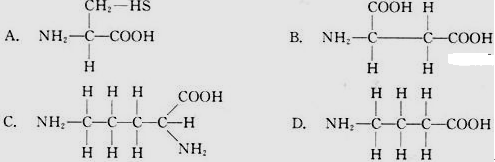 CH₂—HS
A. NH₂—C—COOH
H
COOH H
B. NH₂—C—C—COOH
H H
H H H COOH
C. NH₂—C—C—C—C—H
H H H NH₂
H H H
D. NH₂—C—C—C—COOH
H H H